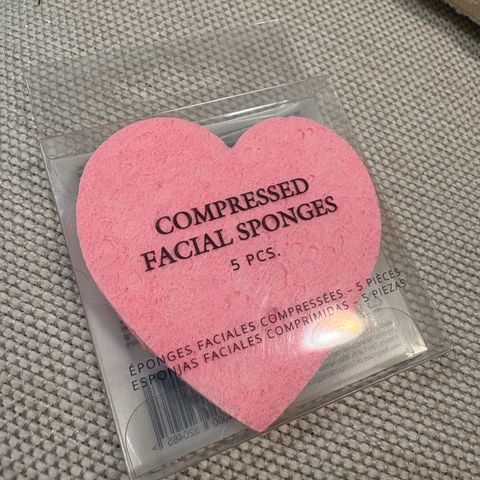 COMPRESSED
FACIAL SPONGES
5 PCS.
ÉPONGES FACIALES COMPRESSÉES – 5 PIÈCES
ESPONJAS FACIALES COMPRIMIDAS – 5 PIEZAS